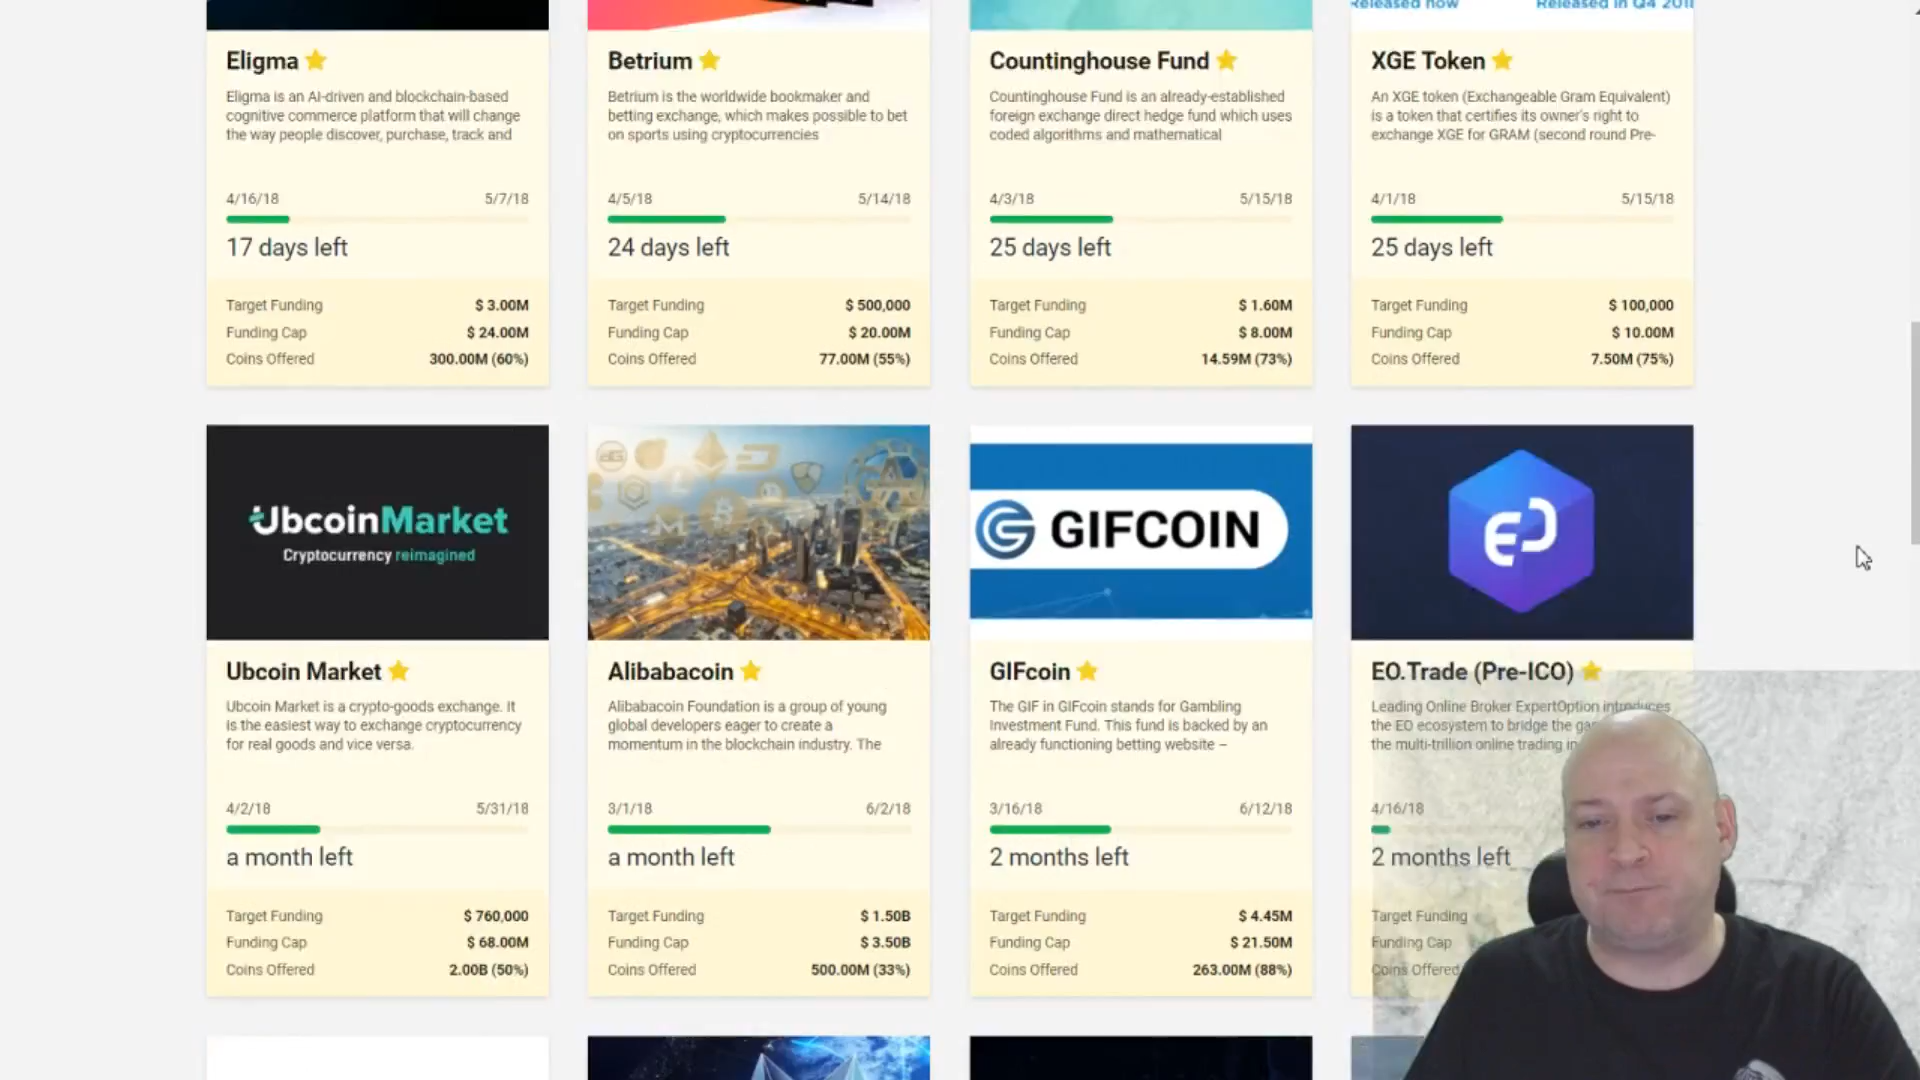 Released now
Released in Q4 2018
Eligma
Eligma is an AI-driven and blockchain-based
cognitive commerce platform that will change
the way people discover, purchase, track and
4/16/18
5/7/18
17 days left
Target Funding
$ 3.00M
Funding Cap
$ 24.00M
Coins Offered
300.00M (60%)
Betrium
Betrium is the worldwide bookmaker and
betting exchange, which makes possible to bet
on sports using cryptocurrencies
4/5/18
5/14/18
24 days left
Target Funding
$ 500,000
Funding Cap
$ 20.00M
Coins Offered
77.00M (55%)
Countinghouse Fund
Countinghouse Fund is an already-established
foreign exchange direct hedge fund which uses
coded algorithms and mathematical
4/3/18
5/15/18
25 days left
Target Funding
$ 1.60M
Funding Cap
$ 8.00M
Coins Offered
14.59M (73%)
XGE Token
An XGE token (Exchangeable Gram Equivalent)
is a token that certifies its owner's right to
exchange XGE for GRAM (second round Pre-
4/1/18
5/15/18
25 days left
Target Funding
$ 100,000
Funding Cap
$ 10.00M
Coins Offered
7.50M (75%)
UbcoinMarket
Cryptocurrency reimagined
Ubcoin Market
Ubcoin Market is a crypto-goods exchange. It
is the easiest way to exchange cryptocurrency
for real goods and vice versa.
4/2/18
5/31/18
a month left
Target Funding
$ 760,000
Funding Cap
$ 68.00M
Coins Offered
2.00B (50%)
Alibabacoin
Alibabacoin Foundation is a group of young
global developers eager to create a
momentum in the blockchain industry. The
3/1/18
6/2/18
a month left
Target Funding
$ 1.50B
Funding Cap
$ 3.50B
Coins Offered
500.00M (33%)
GIFCOIN
GIFcoin
The GIF in GIFcoin stands for Gambling
Investment Fund. This fund is backed by an
already functioning betting website –
3/16/18
6/12/18
2 months left
Target Funding
$ 4.45M
Funding Cap
$ 21.50M
Coins Offered
263.00M (88%)
EO
EO.Trade (Pre-ICO)
Leading Online Broker ExpertOption introduces
the EO ecosystem to bridge the
the multi-trillion online trading
4/16/18
2 months left
Target Funding
Funding Cap
Coins Offered